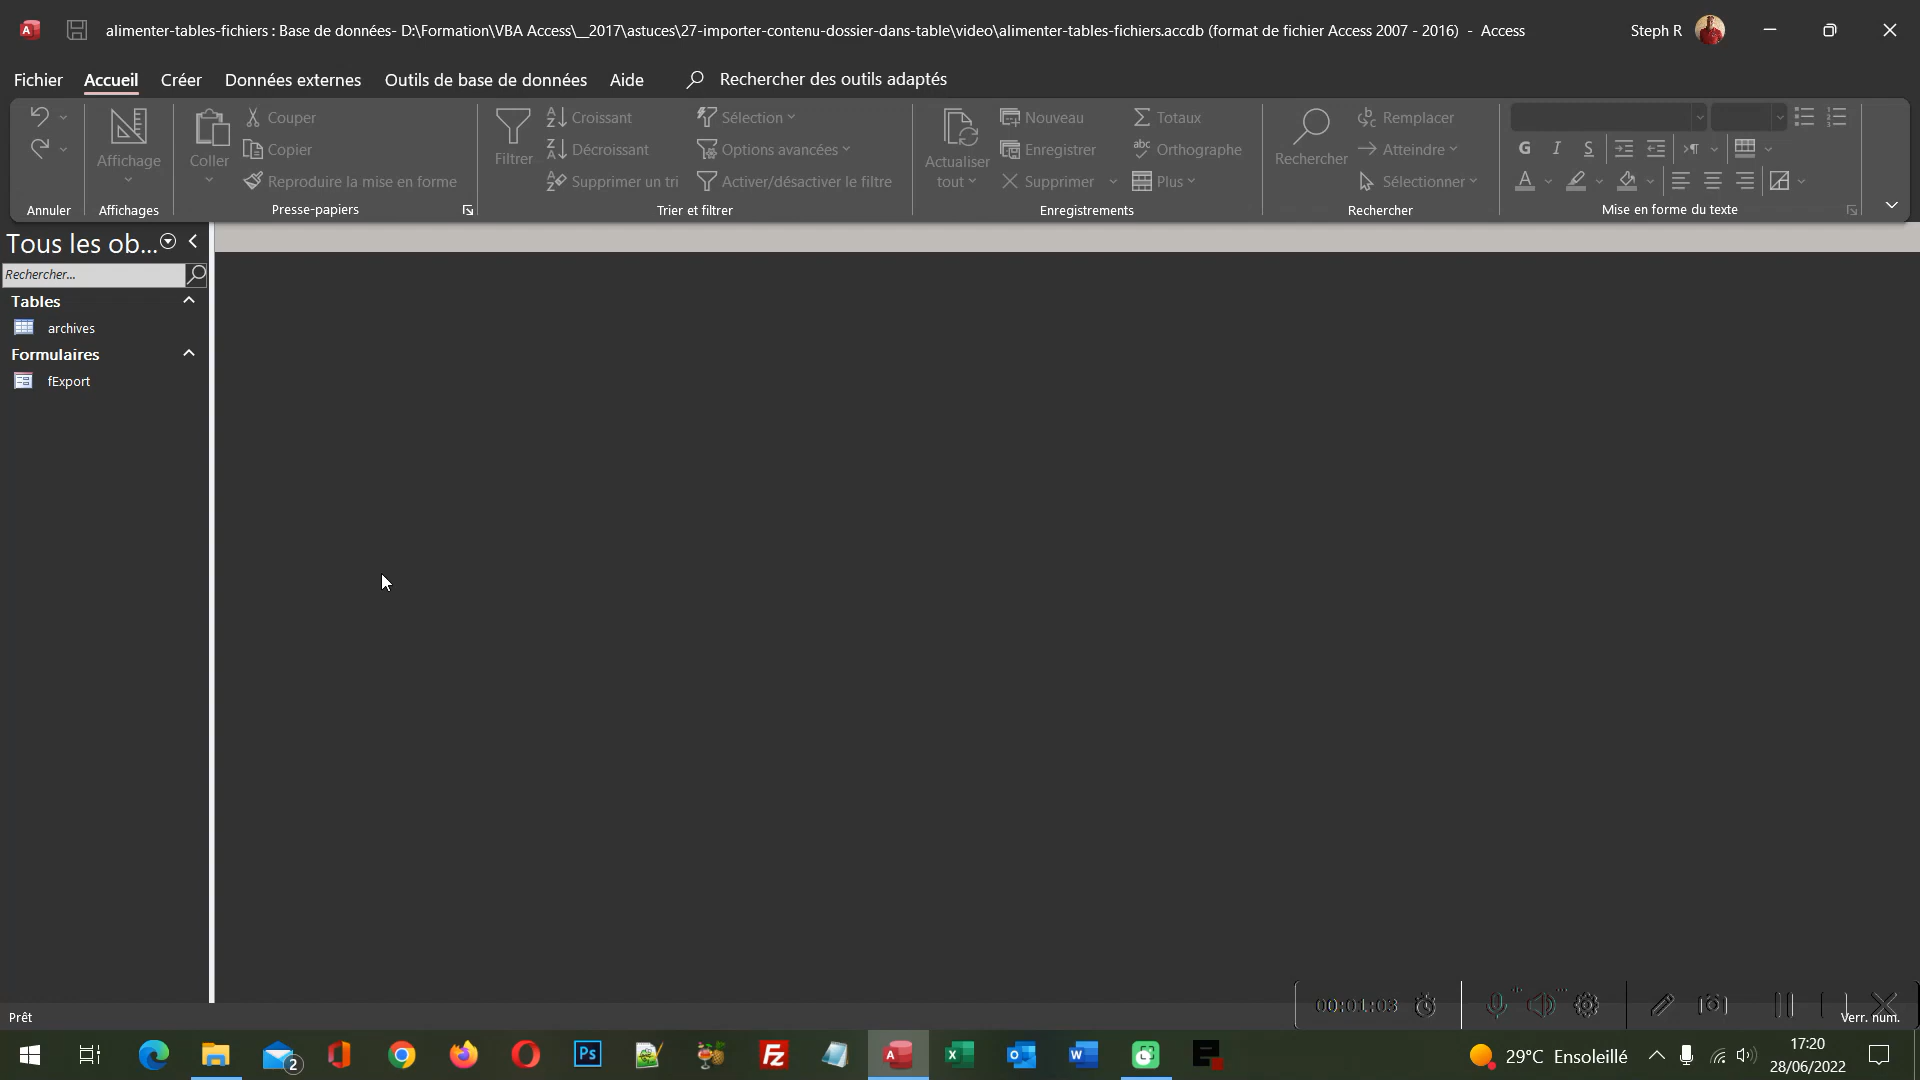 alimenter-tables-fichiers : Base de données- D:\Formation\VBA Access\__2017\astuces\27-importer-contenu-dossier-dans-table\video\alimenter-tables-fichiers.accdb (format de fichier Access 2007 - 2016) - Access
Steph R
Fichier Accueil Créer Données externes Outils de base de données Aide Rechercher des outils adaptés
Couper Croissant Sélection Nouveau Totaux Remplacer
Copier Décroissant Options avancées Enregistrer Orthographe Atteindre G I S
Affichage Coller Filtrer Actualiser Rechercher
tout
Reproduire la mise en forme Supprimer un tri Activer/désactiver le filtre Supprimer Plus Sélectionner
Annuler Affichages Presse-papiers Trier et filtrer Enregistrements Rechercher Mise en forme du texte
Tous les ob...
Rechercher...
Tables
archives
Formulaires
fExport
00:01:03
Prêt
Verr. num.
2
29°C Ensoleillé
17:20
28/06/2022